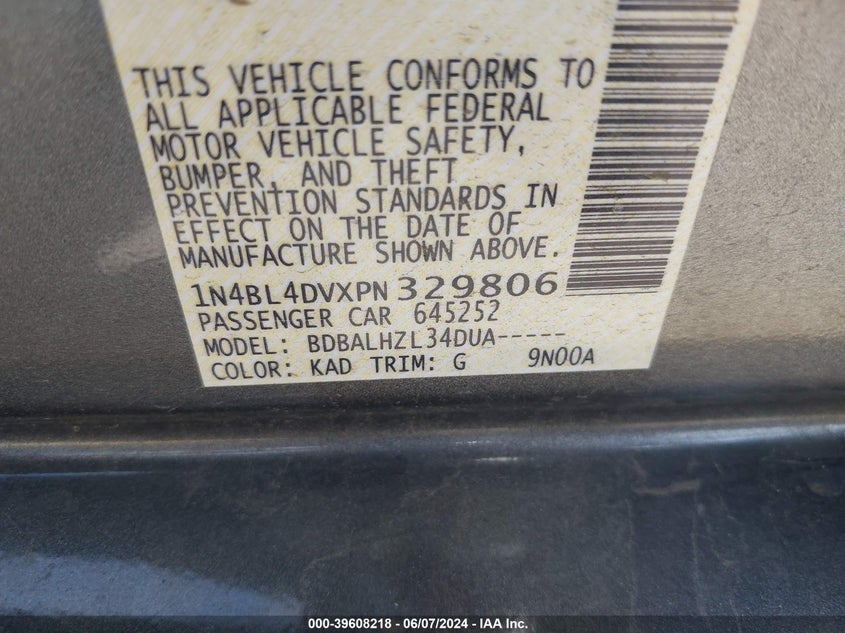 THIS VEHICLE CONFORMS TO
ALL APPLICABLE FEDERAL
MOTOR VEHICLE SAFETY,
BUMPER, AND THEFT
PREVENTION STANDARDS IN
EFFECT ON THE DATE OF
MANUFACTURE SHOWN ABOVE.
1N4BL4DVXPN 329806
PASSENGER CAR 645252
MODEL: BDBALHZL34DUA-----
COLOR: KAD TRIM: G 9N00A
000-39608218 - 06/07/2024 - IAA Inc.